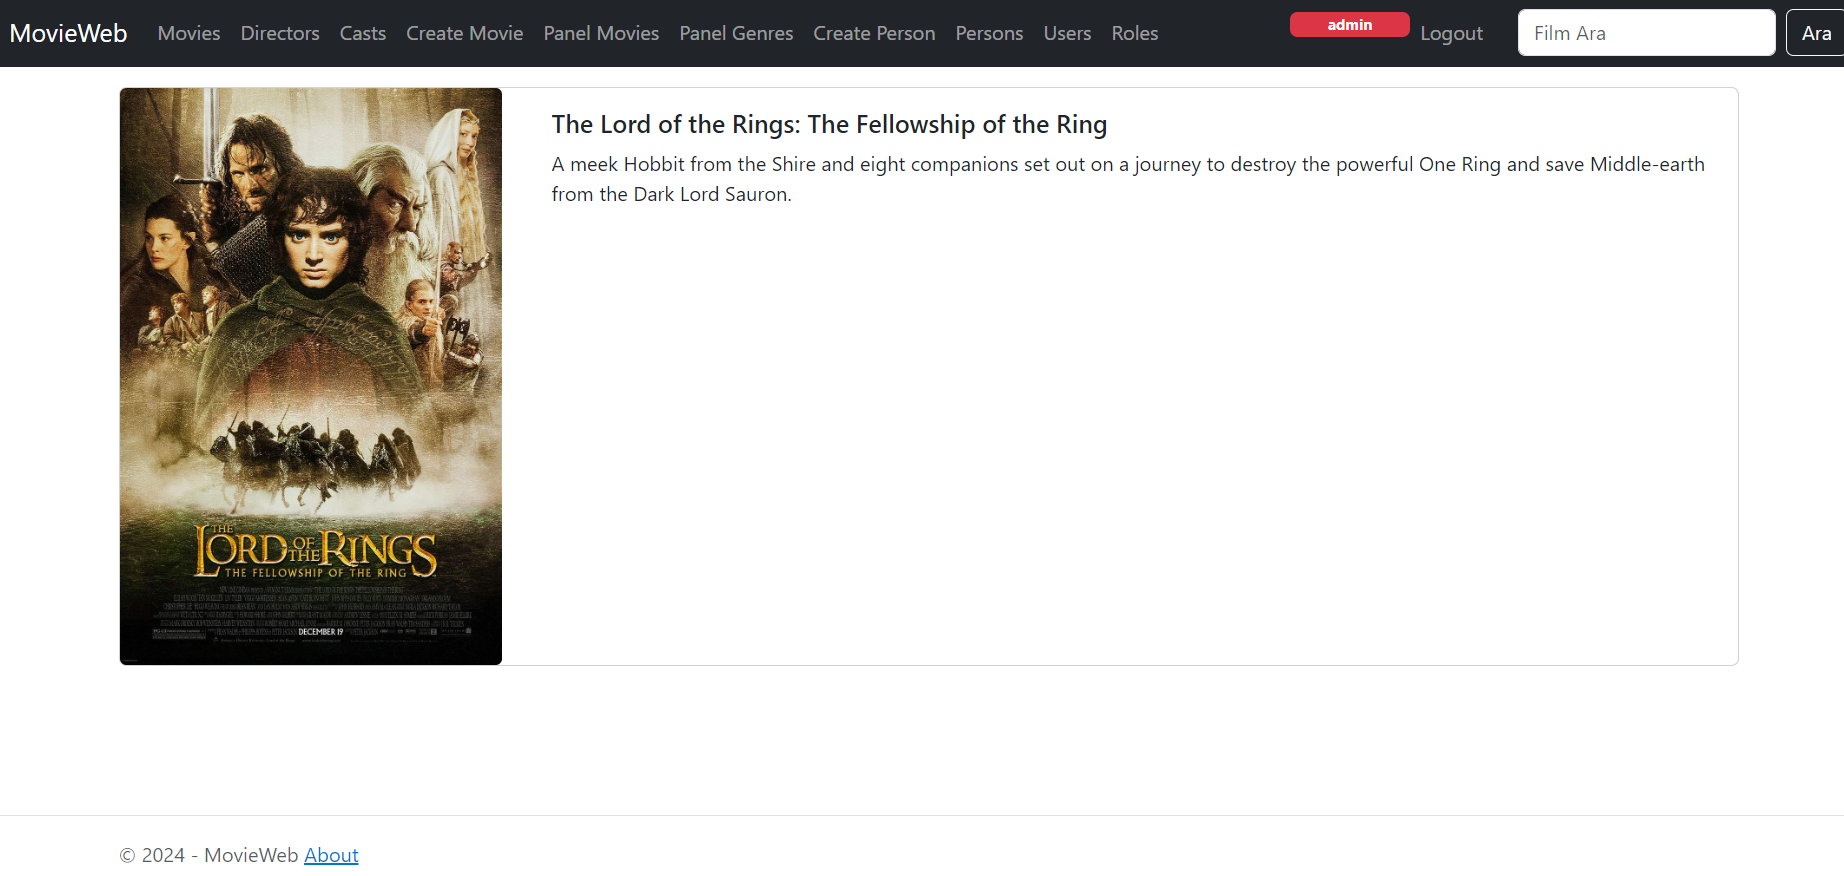 MovieWeb Movies Directors Casts Create Movie Panel Movies Panel Genres Create Person Persons Users Roles admin Logout Film Ara Ara
The Lord of the Rings: The Fellowship of the Ring
A meek Hobbit from the Shire and eight companions set out on a journey to destroy the powerful One Ring and save Middle-earth
from the Dark Lord Sauron.
THE
LORD OF THE RINGS
THE FELLOWSHIP OF THE RING
DECEMBER 19
© 2024 - MovieWeb About